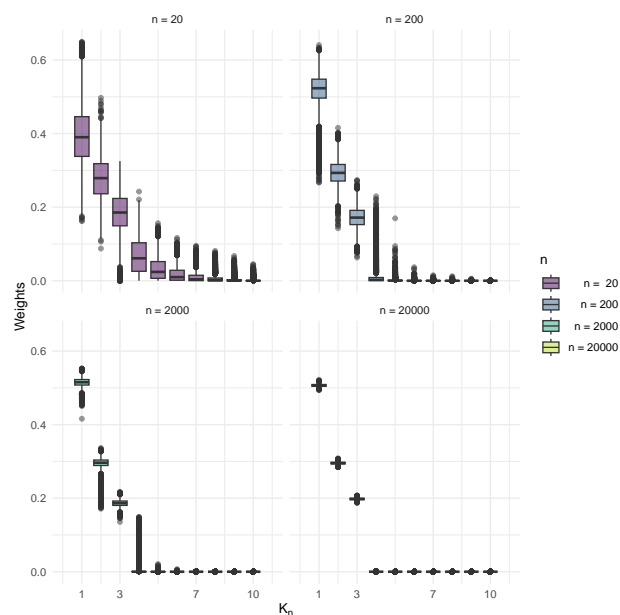 n = 20
n = 200
0.6
0.4
0.2
0.0
n = 2000
n = 20000
0.6
0.4
0.2
0.0
1
3
7
10
1
3
7
10
Weights
Kn
n
n = 20
n = 200
n = 2000
n = 20000